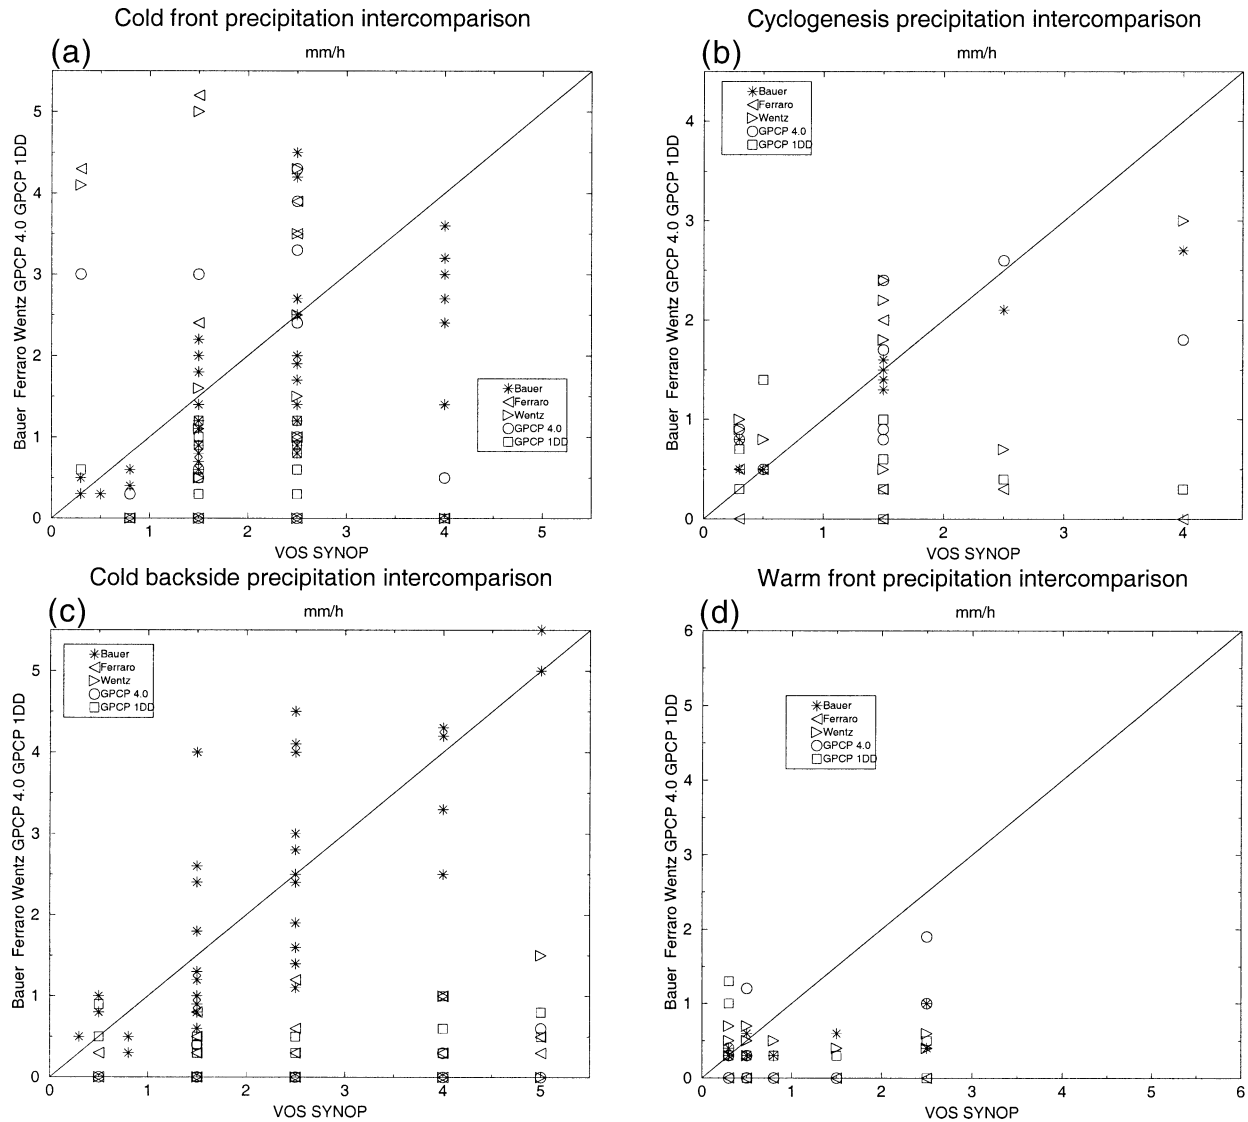 Cold front precipitation intercomparison
(a)
mm/h
Bauer Ferraro Wentz GPCP 4.0 GPCP 1DD
5
4
3
2
1
0
Bauer
Ferraro
Wentz
GPCP 4.0
GPCP 1DD
0 1 2 3 4 5
VOS SYNOP
Cyclogenesis precipitation intercomparison
(b)
mm/h
Bauer Ferraro Wentz GPCP 4.0 GPCP 1DD
4
3
2
1
0
Bauer
Ferraro
Wentz
GPCP 4.0
GPCP 1DD
0 1 2 3 4
VOS SYNOP
Cold backside precipitation intercomparison
(c)
mm/h
Bauer Ferraro Wentz GPCP 4.0 GPCP 1DD
5
4
3
2
1
0
Bauer
Ferraro
Wentz
GPCP 4.0
GPCP 1DD
0 1 2 3 4 5
VOS SYNOP
Warm front precipitation intercomparison
(d)
mm/h
Bauer Ferraro Wentz GPCP 4.0 GPCP 1DD
6
5
4
3
2
1
0
Bauer
Ferraro
Wentz
GPCP 4.0
GPCP 1DD
0 1 2 3 4 5 6
VOS SYNOP